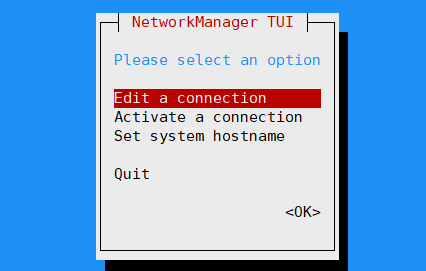 NetworkManager TUI
Please select an option
Edit a connection
Activate a connection
Set system hostname
Quit
<OK>